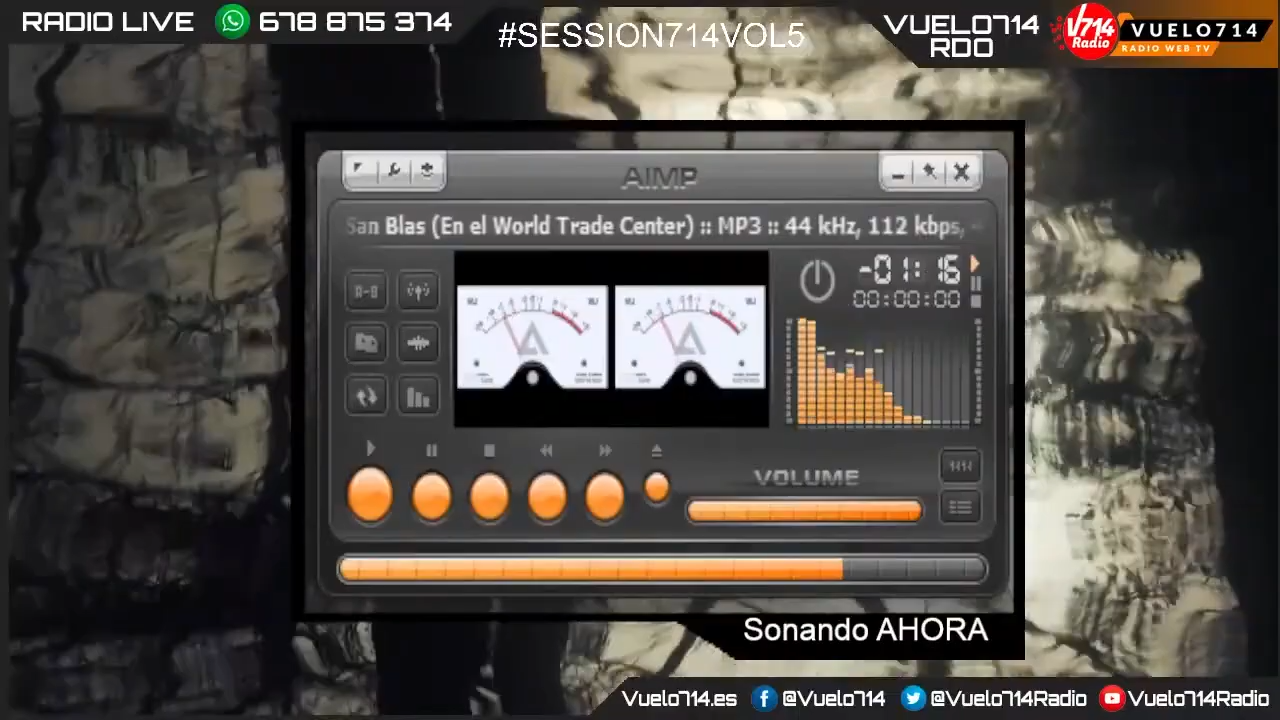 RADIO LIVE 678 875 374
#SESSION714VOL5
VUELO714
RDO
V714
Radio
VUELO714
RADIO WEB TV
AIMP
San Blas (En el World Trade Center) :: MP3 :: 44 kHz, 112 kbps,
A-B
-01:16
00:00:00
VOLUME
Sonando AHORA
Vuelo714.es @Vuelo714 @Vuelo714Radio Vuelo714Radio